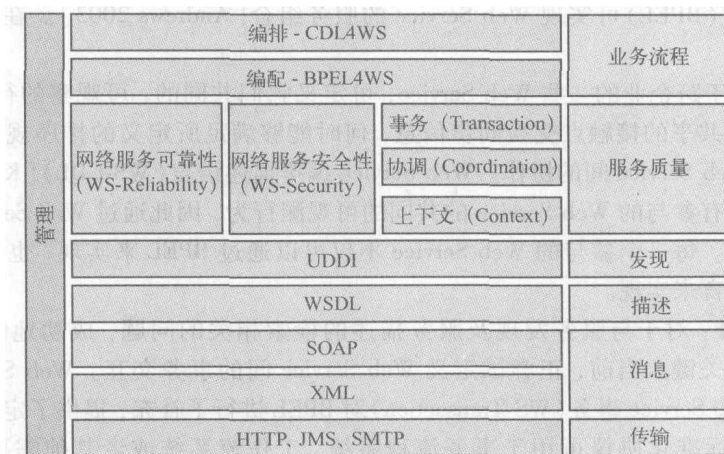 编排 - CDL4WS
业务流程
编配 - BPEL4WS
管理
网络服务可靠性
(WS-Reliability)
网络服务安全性
(WS-Security)
事务 (Transaction)
协调 (Coordination)
上下文 (Context)
服务质量
UDDI
发现
WSDL
描述
SOAP
消息
XML
HTTP、JMS、SMTP
传输